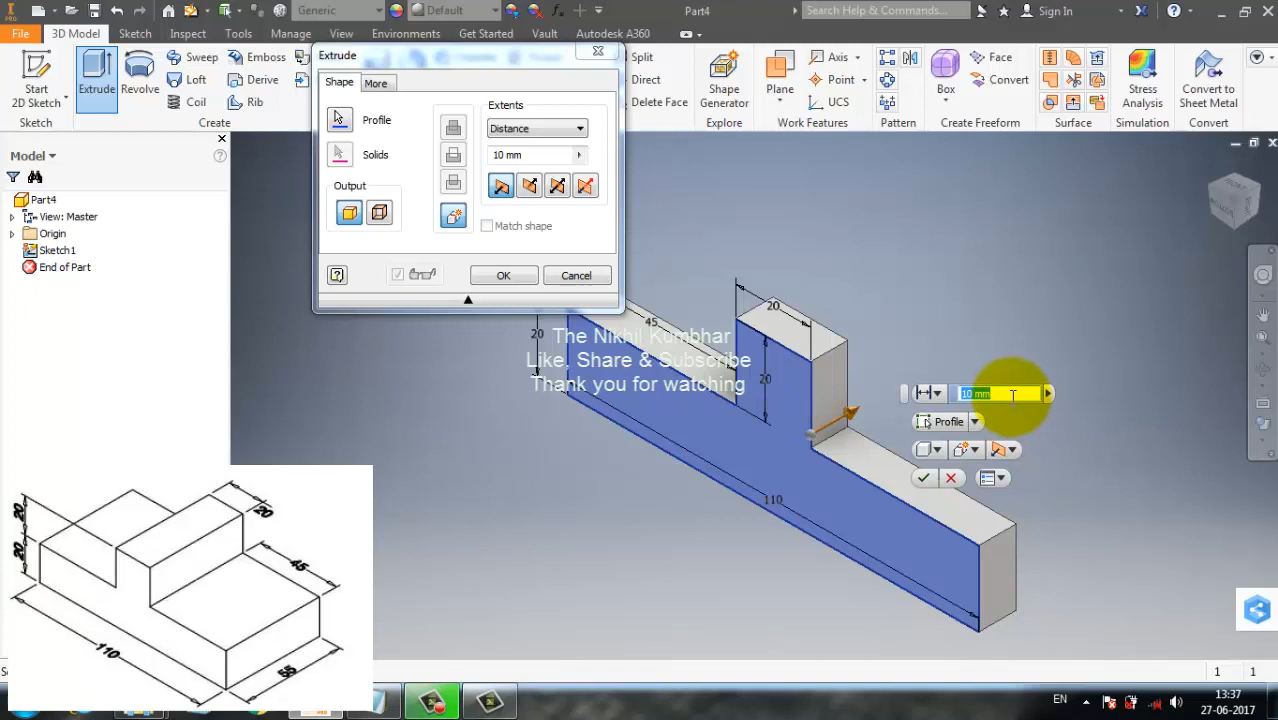 Generic
Default
Part4
Search Help & Commands...
Sign In
PRO
File
3D Model
Sketch
Inspect
Tools
Manage
View
Environments
Get Started
Vault
Autodesk A360
Start
2D Sketch
Extrude
Revolve
Sweep
Loft
Coil
Emboss
Derive
Rib
Split
Direct
Delete Face
Shape
Generator
Plane
Axis
Point
UCS
Box
Face
Convert
Stress
Analysis
Convert to
Sheet Metal
Sketch
Create
Explore
Work Features
Pattern
Create Freeform
Surface
Simulation
Convert
Model
Part4
View: Master
Origin
Sketch1
End of Part
Extrude
Shape
More
Profile
Solids
Output
Extents
Distance
10 mm
Match shape
OK
Cancel
20
45
20
20
110
The Nikhil Kumbhar
Like, Share & Subscribe
Thank you for watching
10 mm
Profile
TOP
20
20
20
45
110
55
1
1
EN
13:37
27-06-2017